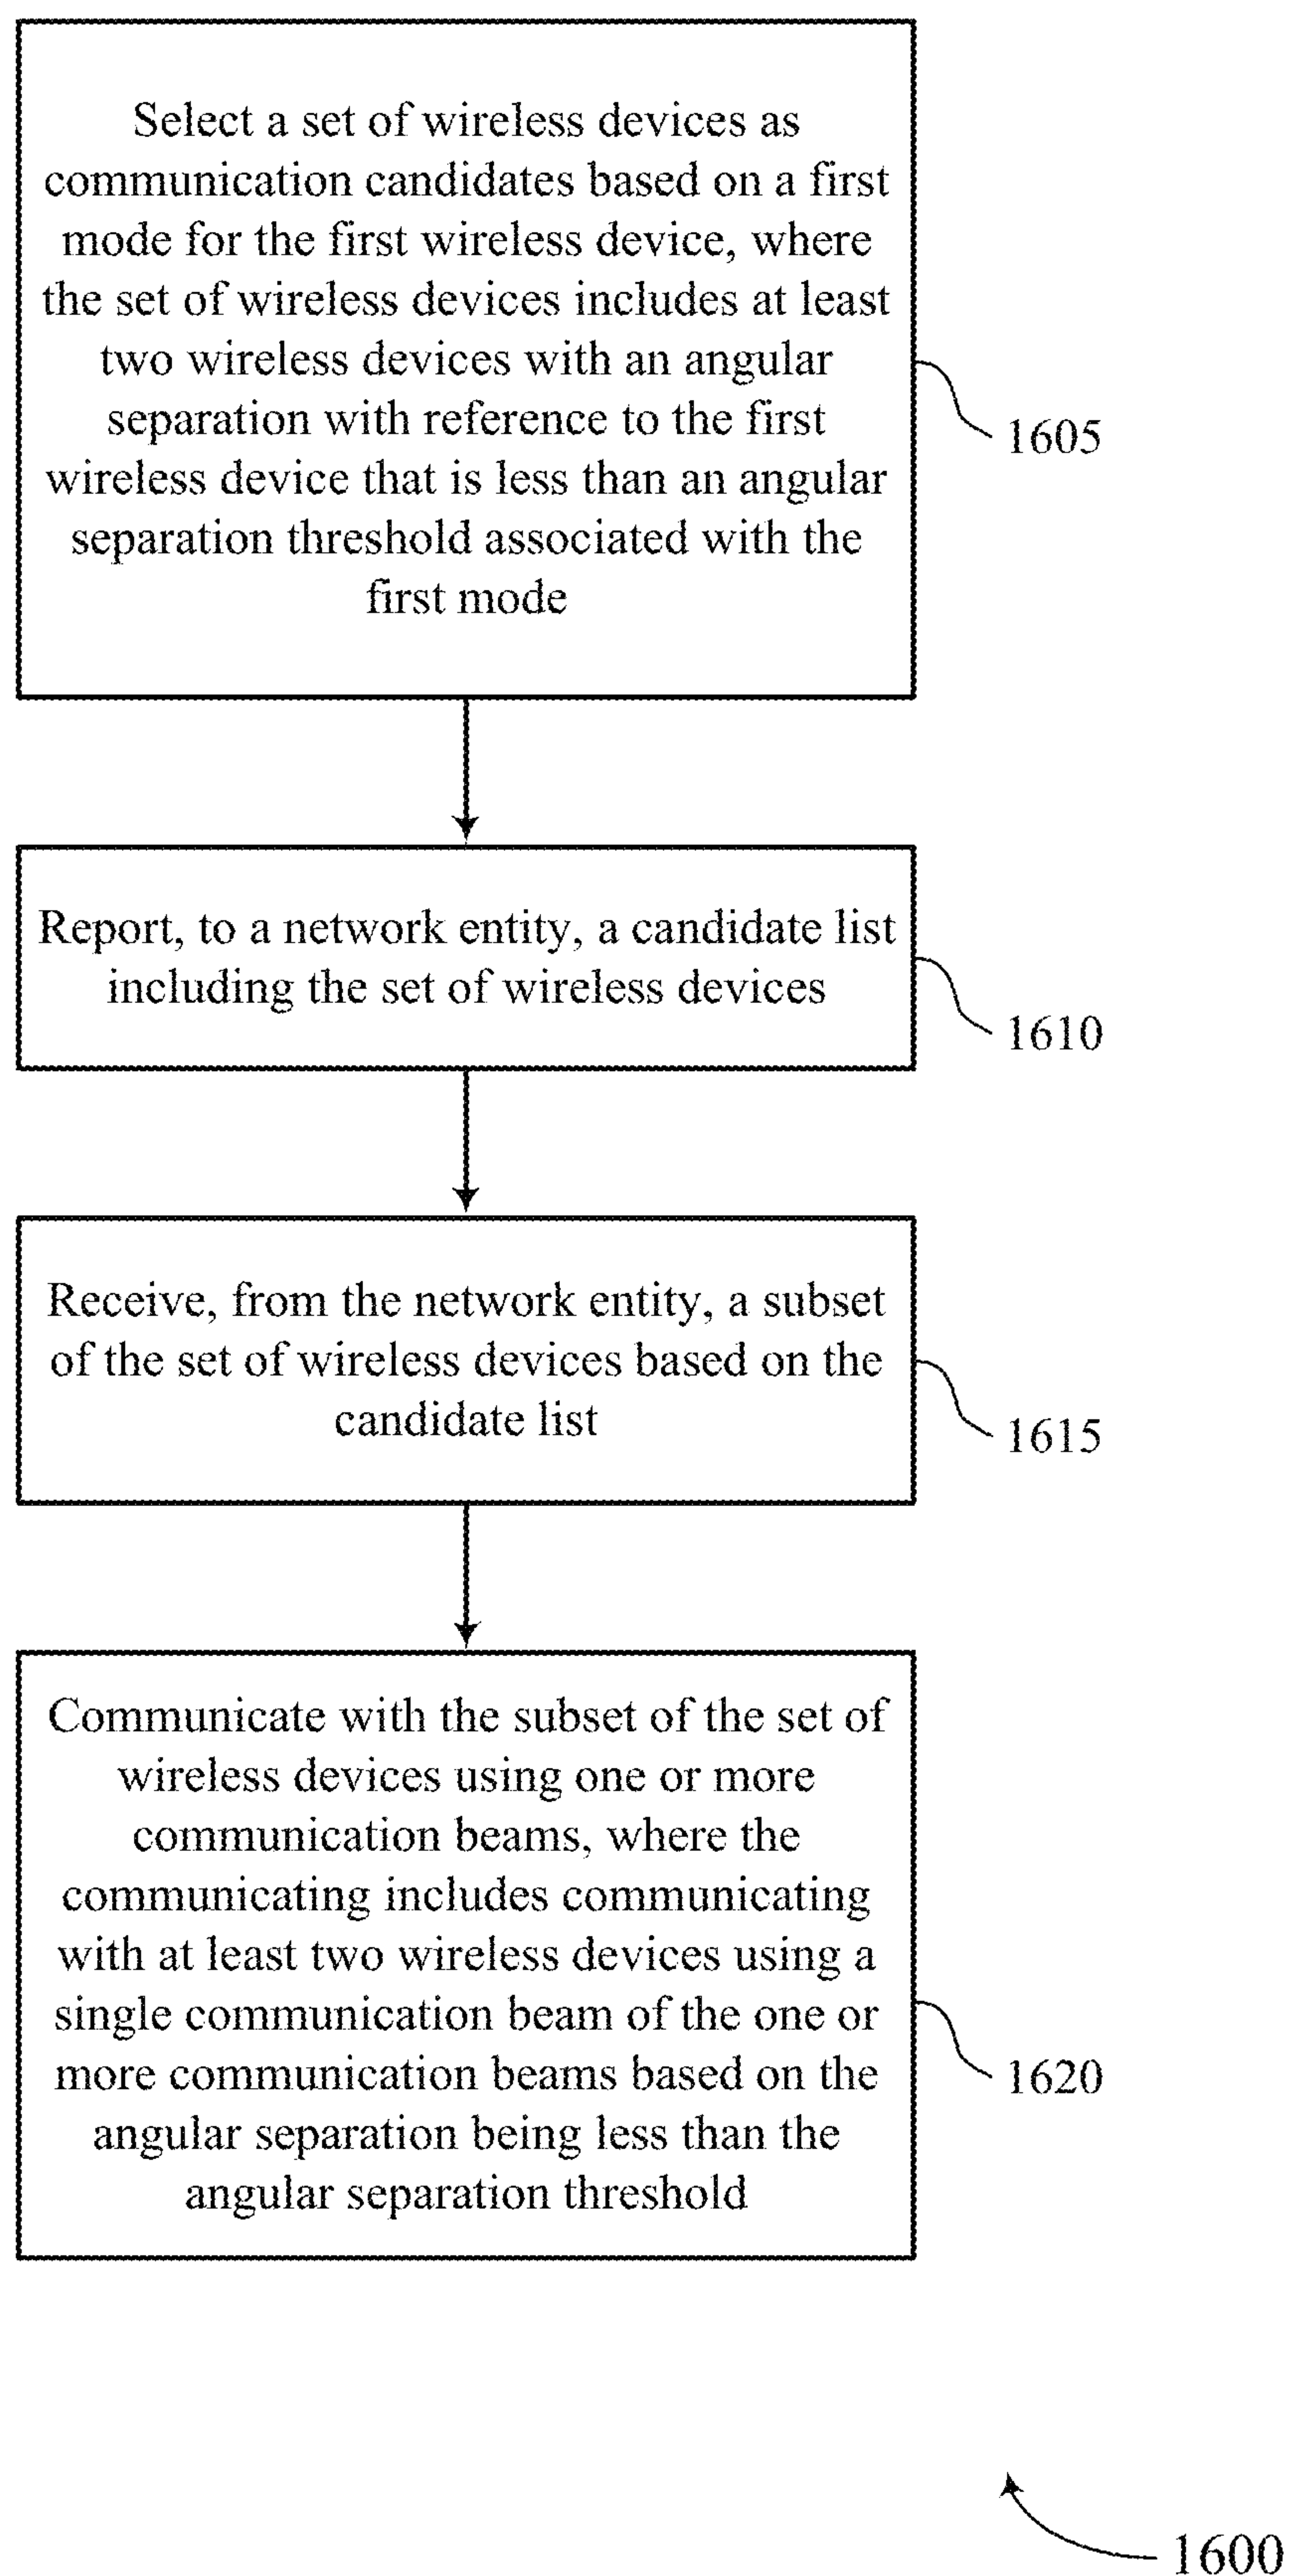 Select a set of wireless devices as
communication candidates based on a first
mode for the first wireless device, where
the set of wireless devices includes at least
two wireless devices with an angular
separation with reference to the first
wireless device that is less than an angular
separation threshold associated with the
first mode
1605
Report, to a network entity, a candidate list
including the set of wireless devices
1610
Receive, from the network entity, a subset
of the set of wireless devices based on the
candidate list
1615
Communicate with the subset of the set of
wireless devices using one or more
communication beams, where the
communicating includes communicating
with at least two wireless devices using a
single communication beam of the one or
more communication beams based on the
angular separation being less than the
angular separation threshold
1620
1600